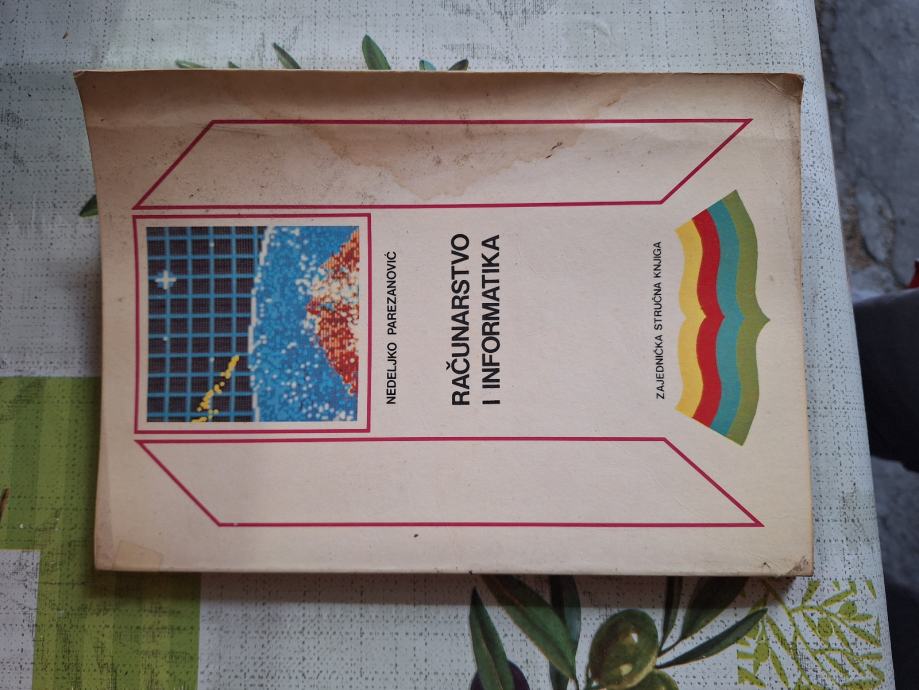 NEDELJKO PAREZANOVIĆ
RAČUNARSTVO
I INFORMATIKA
ZAJEDNIČKA STRUČNA KNJIGA